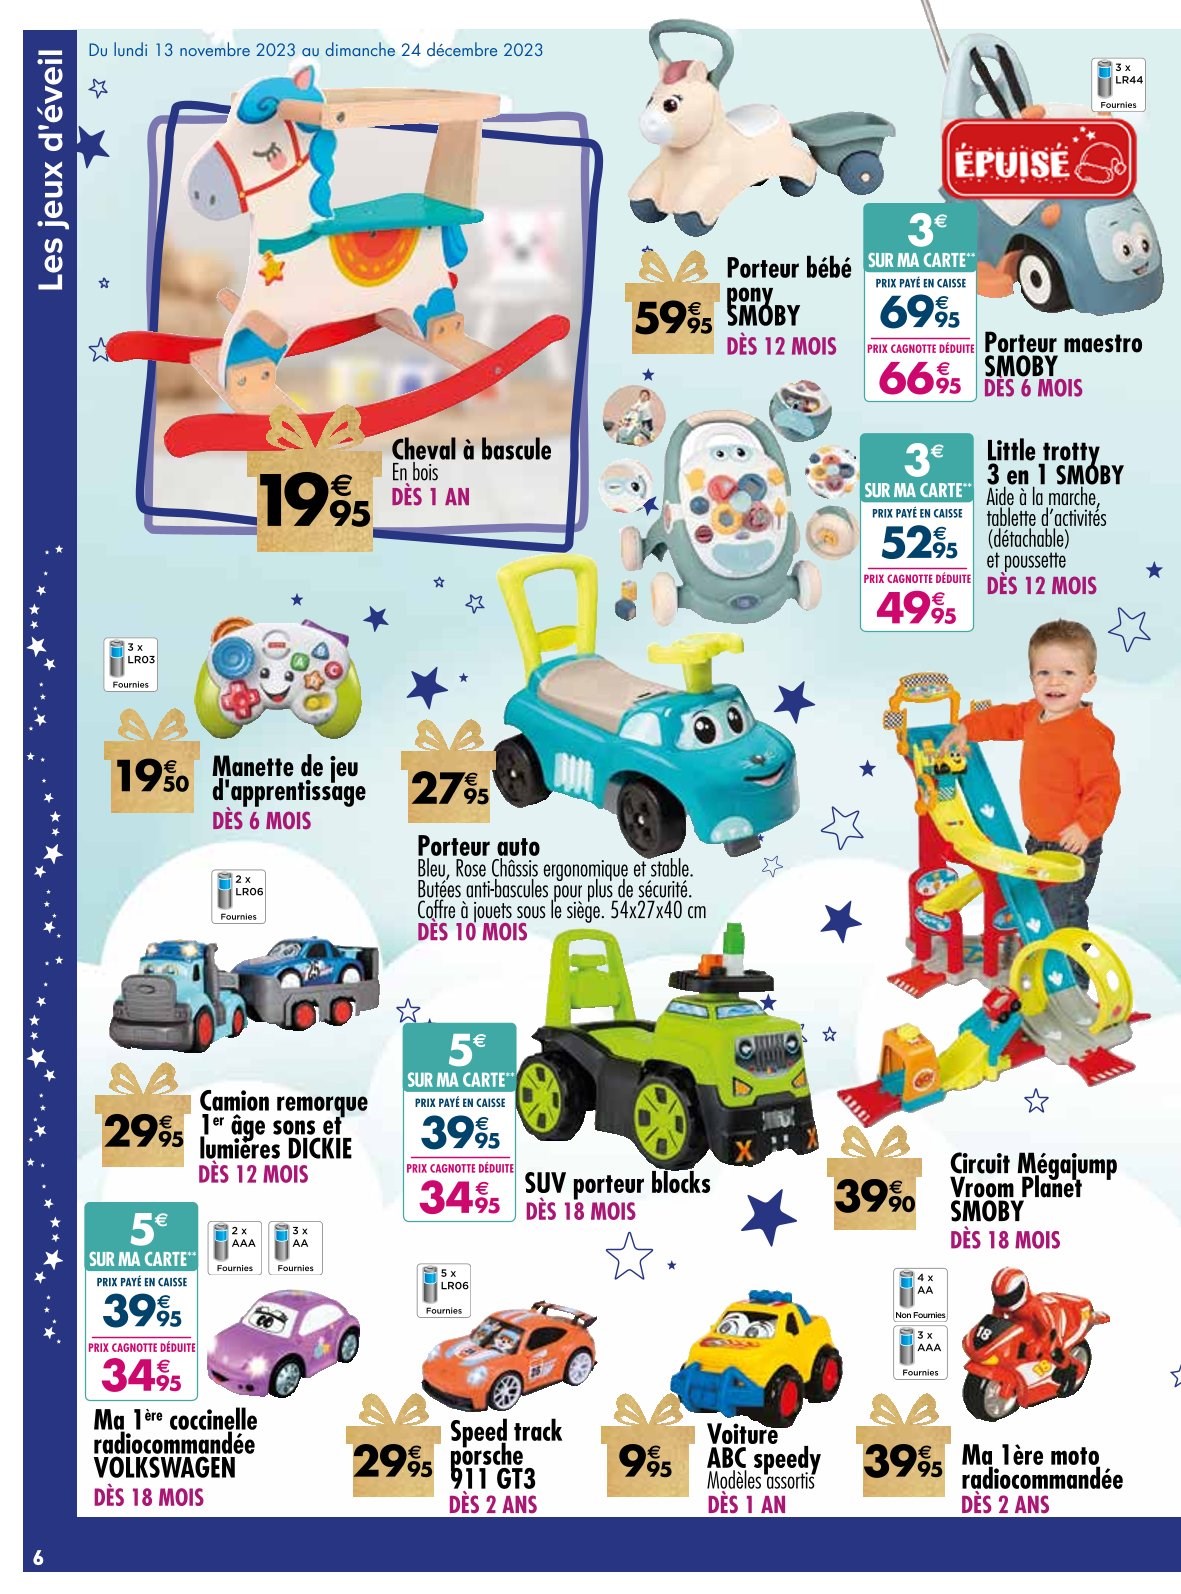 Les jeux d'éveil
Du lundi 13 novembre 2023 au dimanche 24 décembre 2023
3 x
LR44
Fournies
ÉPUISÉ
59€95
Porteur bébé
pony
SMOBY
DÈS 12 MOIS
3€
SUR MA CARTE**
PRIX PAYÉ EN CAISSE
69€95
PRIX CAGNOTTE DÉDUITE
66€95
Porteur maestro
SMOBY
DÈS 6 MOIS
19€95
Cheval à bascule
En bois
DÈS 1 AN
3€
SUR MA CARTE**
PRIX PAYÉ EN CAISSE
52€95
PRIX CAGNOTTE DÉDUITE
49€95
Little trotty
3 en 1 SMOBY
Aide à la marche,
tablette d'activités
(détachable)
et poussette
DÈS 12 MOIS
3 x
LR03
Fournies
19€50
Manette de jeu
d'apprentissage
DÈS 6 MOIS
27€95
Porteur auto
Bleu, Rose Châssis ergonomique et stable.
Butées anti-bascules pour plus de sécurité.
Coffre à jouets sous le siège. 54x27x40 cm
DÈS 10 MOIS
2 x
LR06
Fournies
29€95
Camion remorque
1er âge sons et
lumières DICKIE
DÈS 12 MOIS
5€
SUR MA CARTE**
PRIX PAYÉ EN CAISSE
39€95
PRIX CAGNOTTE DÉDUITE
34€95
SUV porteur blocks
DÈS 18 MOIS
39€90
Circuit Mégajump
Vroom Planet
SMOBY
DÈS 18 MOIS
5€
SUR MA CARTE**
PRIX PAYÉ EN CAISSE
39€95
PRIX CAGNOTTE DÉDUITE
34€95
2 x
AAA
Fournies
3 x
AA
Fournies
Ma 1ère coccinelle
radiocommandée
VOLKSWAGEN
DÈS 18 MOIS
5 x
LR06
Fournies
29€95
Speed track
porsche
911 GT3
DÈS 2 ANS
9€95
Voiture
ABC speedy
Modèles assortis
DÈS 1 AN
4 x
AA
Non Fournies
3 x
AAA
Fournies
18
39€95
Ma 1ère moto
radiocommandée
DÈS 2 ANS
6